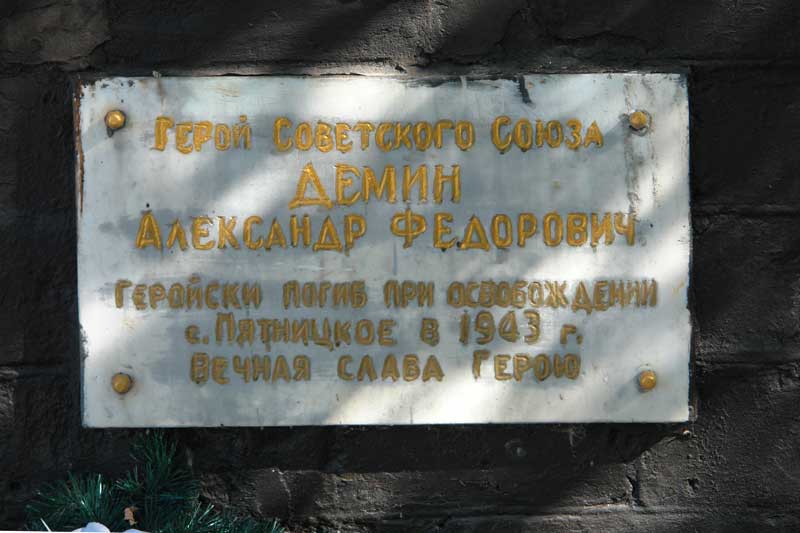 Герой Советского Союза
Демин
Александр Федорович
Геройски погиб при освобождении
с. Пятницкое в 1943 г.
Вечная слава Герою